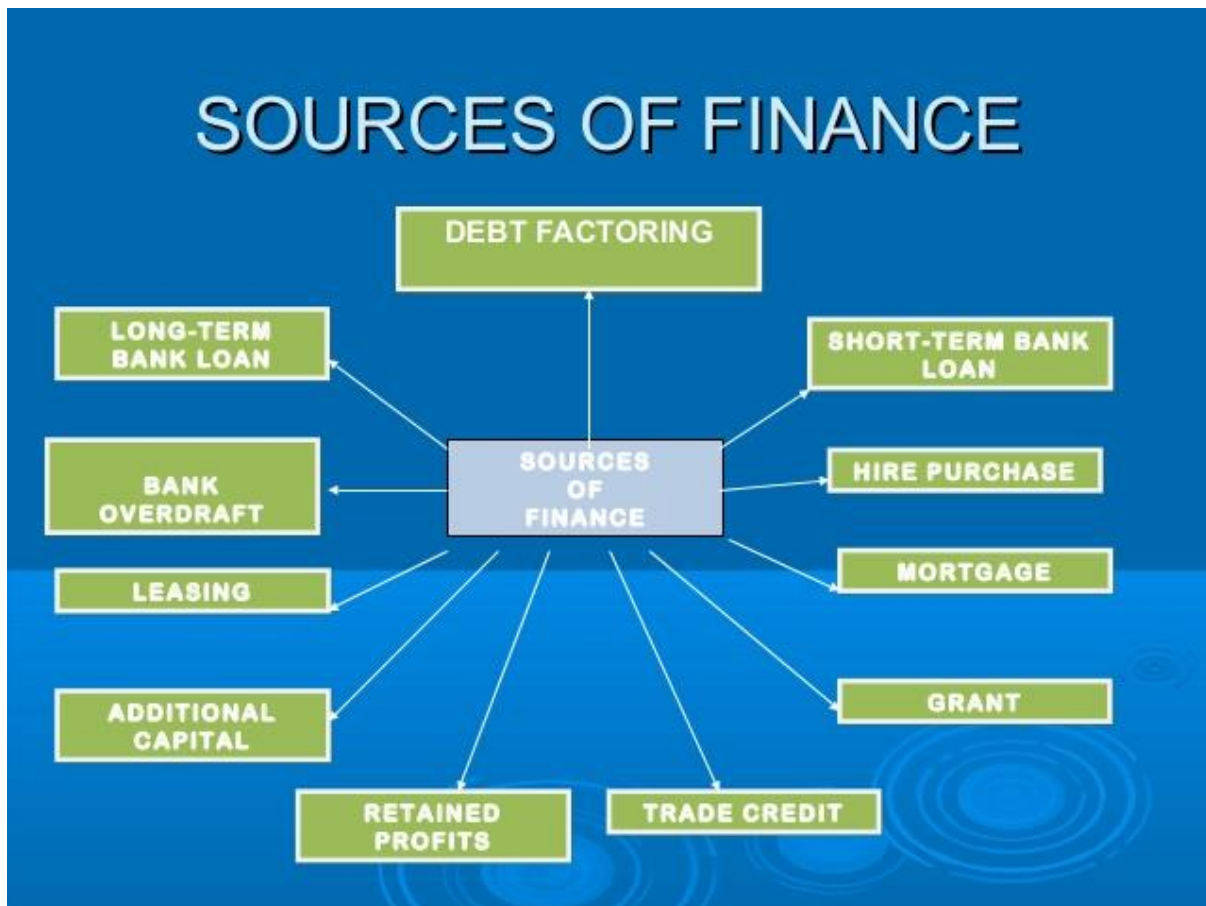 SOURCES OF FINANCE
DEBT FACTORING
LONG-TERM
BANK LOAN
SHORT-TERM BANK
LOAN
SOURCES
OF
FINANCE
BANK
OVERDRAFT
HIRE PURCHASE
LEASING
MORTGAGE
ADDITIONAL
CAPITAL
GRANT
RETAINED
PROFITS
TRADE CREDIT